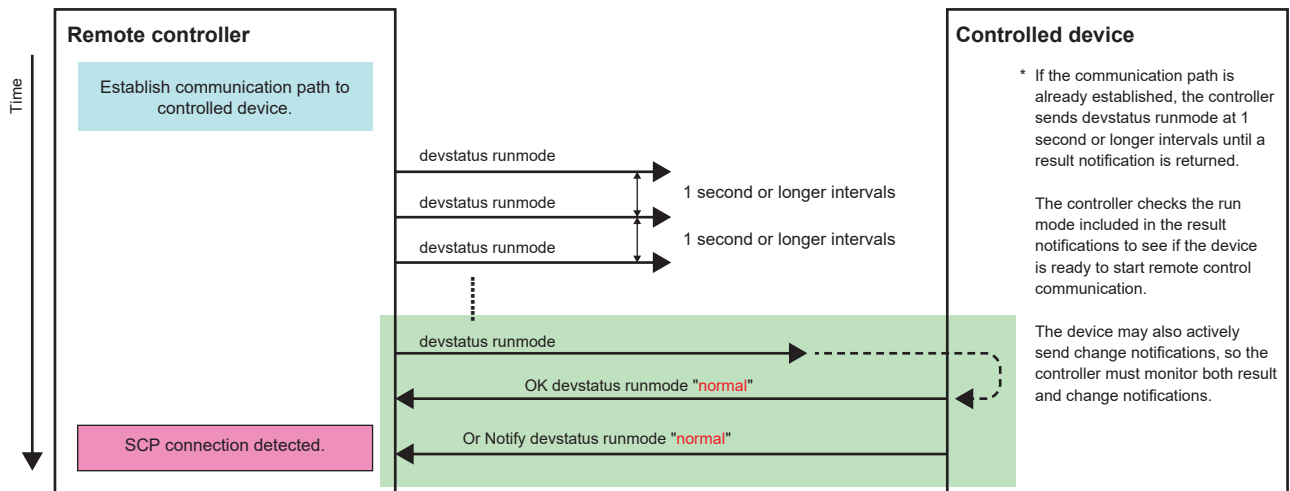 Remote controller
Controlled device
Time
Establish communication path to
controlled device.
devstatus runmode
1 second or longer intervals
devstatus runmode
1 second or longer intervals
devstatus runmode
devstatus runmode
OK devstatus runmode "normal"
SCP connection detected.
Or Notify devstatus runmode "normal"
* If the communication path is
already established, the controller
sends devstatus runmode at 1
second or longer intervals until a
result notification is returned.
The controller checks the run
mode included in the result
notifications to see if the device
is ready to start remote control
communication.
The device may also actively
send change notifications, so the
controller must monitor both result
and change notifications.